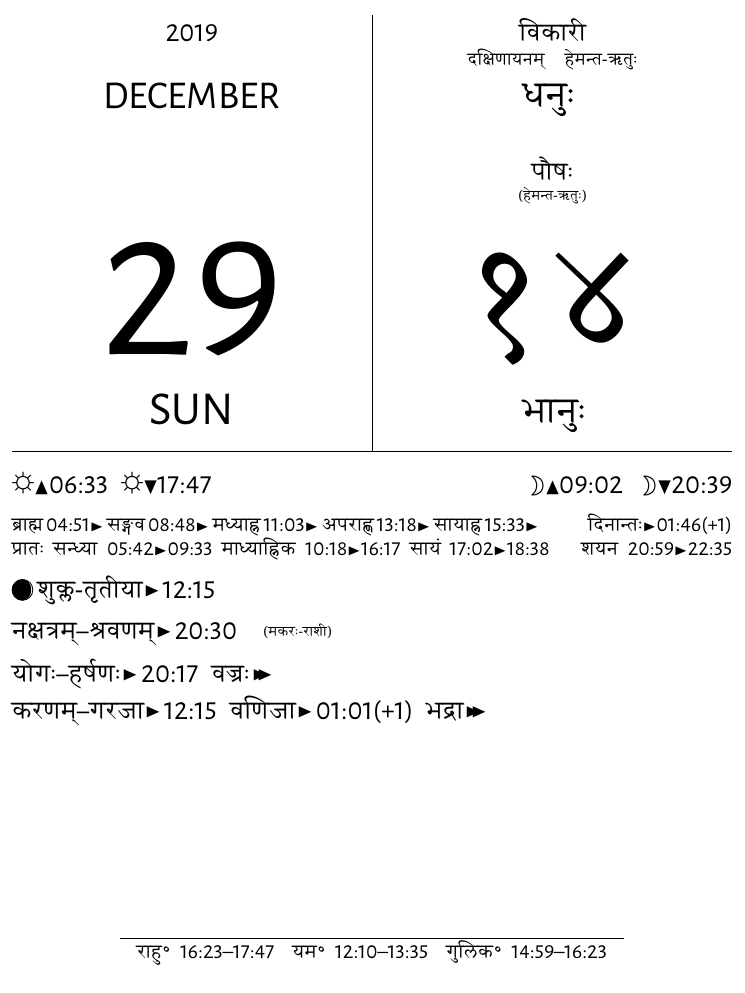 2019
DECEMBER
29
SUN
विकारी
दक्षिणायनम् हेमन्त-ऋतुः
धनुः
पौषः
(हेमन्त-ऋतुः)
१४
भानुः
☼▲06:33 ☼▼17:47 ☽▲09:02 ☽▼20:39
ब्राह्म 04:51► सङ्गव 08:48► मध्याह्न 11:03► अपराह्ण 13:18► सायाह्न 15:33► दिनान्तः►01:46(+1)
प्रातः सन्ध्या 05:42►09:33 माध्याह्निक 10:18►16:17 सायं 17:02►18:38 शयन 20:59►22:35
शुक्ल-तृतीया►12:15
नक्षत्रम्–श्रवणम्►20:30 (मकरः-राशी)
योगः–हर्षणः►20:17 वज्रः►►
करणम्–गरजा►12:15 वणिजा►01:01(+1) भद्रा►►
राहु° 16:23–17:47 यम° 12:10–13:35 गुलिक° 14:59–16:23